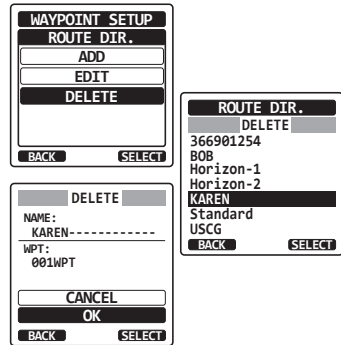 WAYPOINT SETUP
ROUTE DIR.
ADD
EDIT
DELETE
BACK SELECT
ROUTE DIR.
DELETE
366901254
BOB
Horizon-1
Horizon-2
KAREN
Standard
USCG
BACK SELECT
DELETE
NAME:
KAREN------------
WPT:
001WPT
CANCEL
OK
BACK SELECT